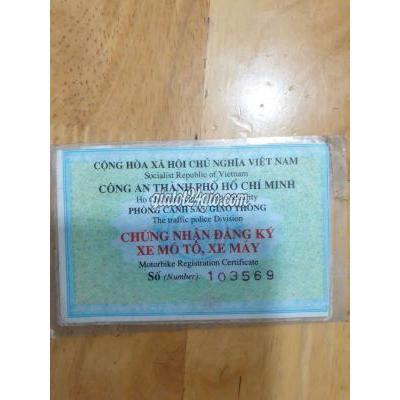 CỘNG HÒA XÃ HỘI CHỦ NGHĨA VIỆT NAM
Socialist Republic of Vietnam
CÔNG AN THÀNH PHỐ HỒ CHÍ MINH
giatot24gio.com
PHÒNG CẢNH SÁT GIAO THÔNG
The traffic police Division
CHỨNG NHẬN ĐĂNG KÝ
XE MÔ TÔ, XE MÁY
Motorbike Registration Certificate
Số (Number): 103569